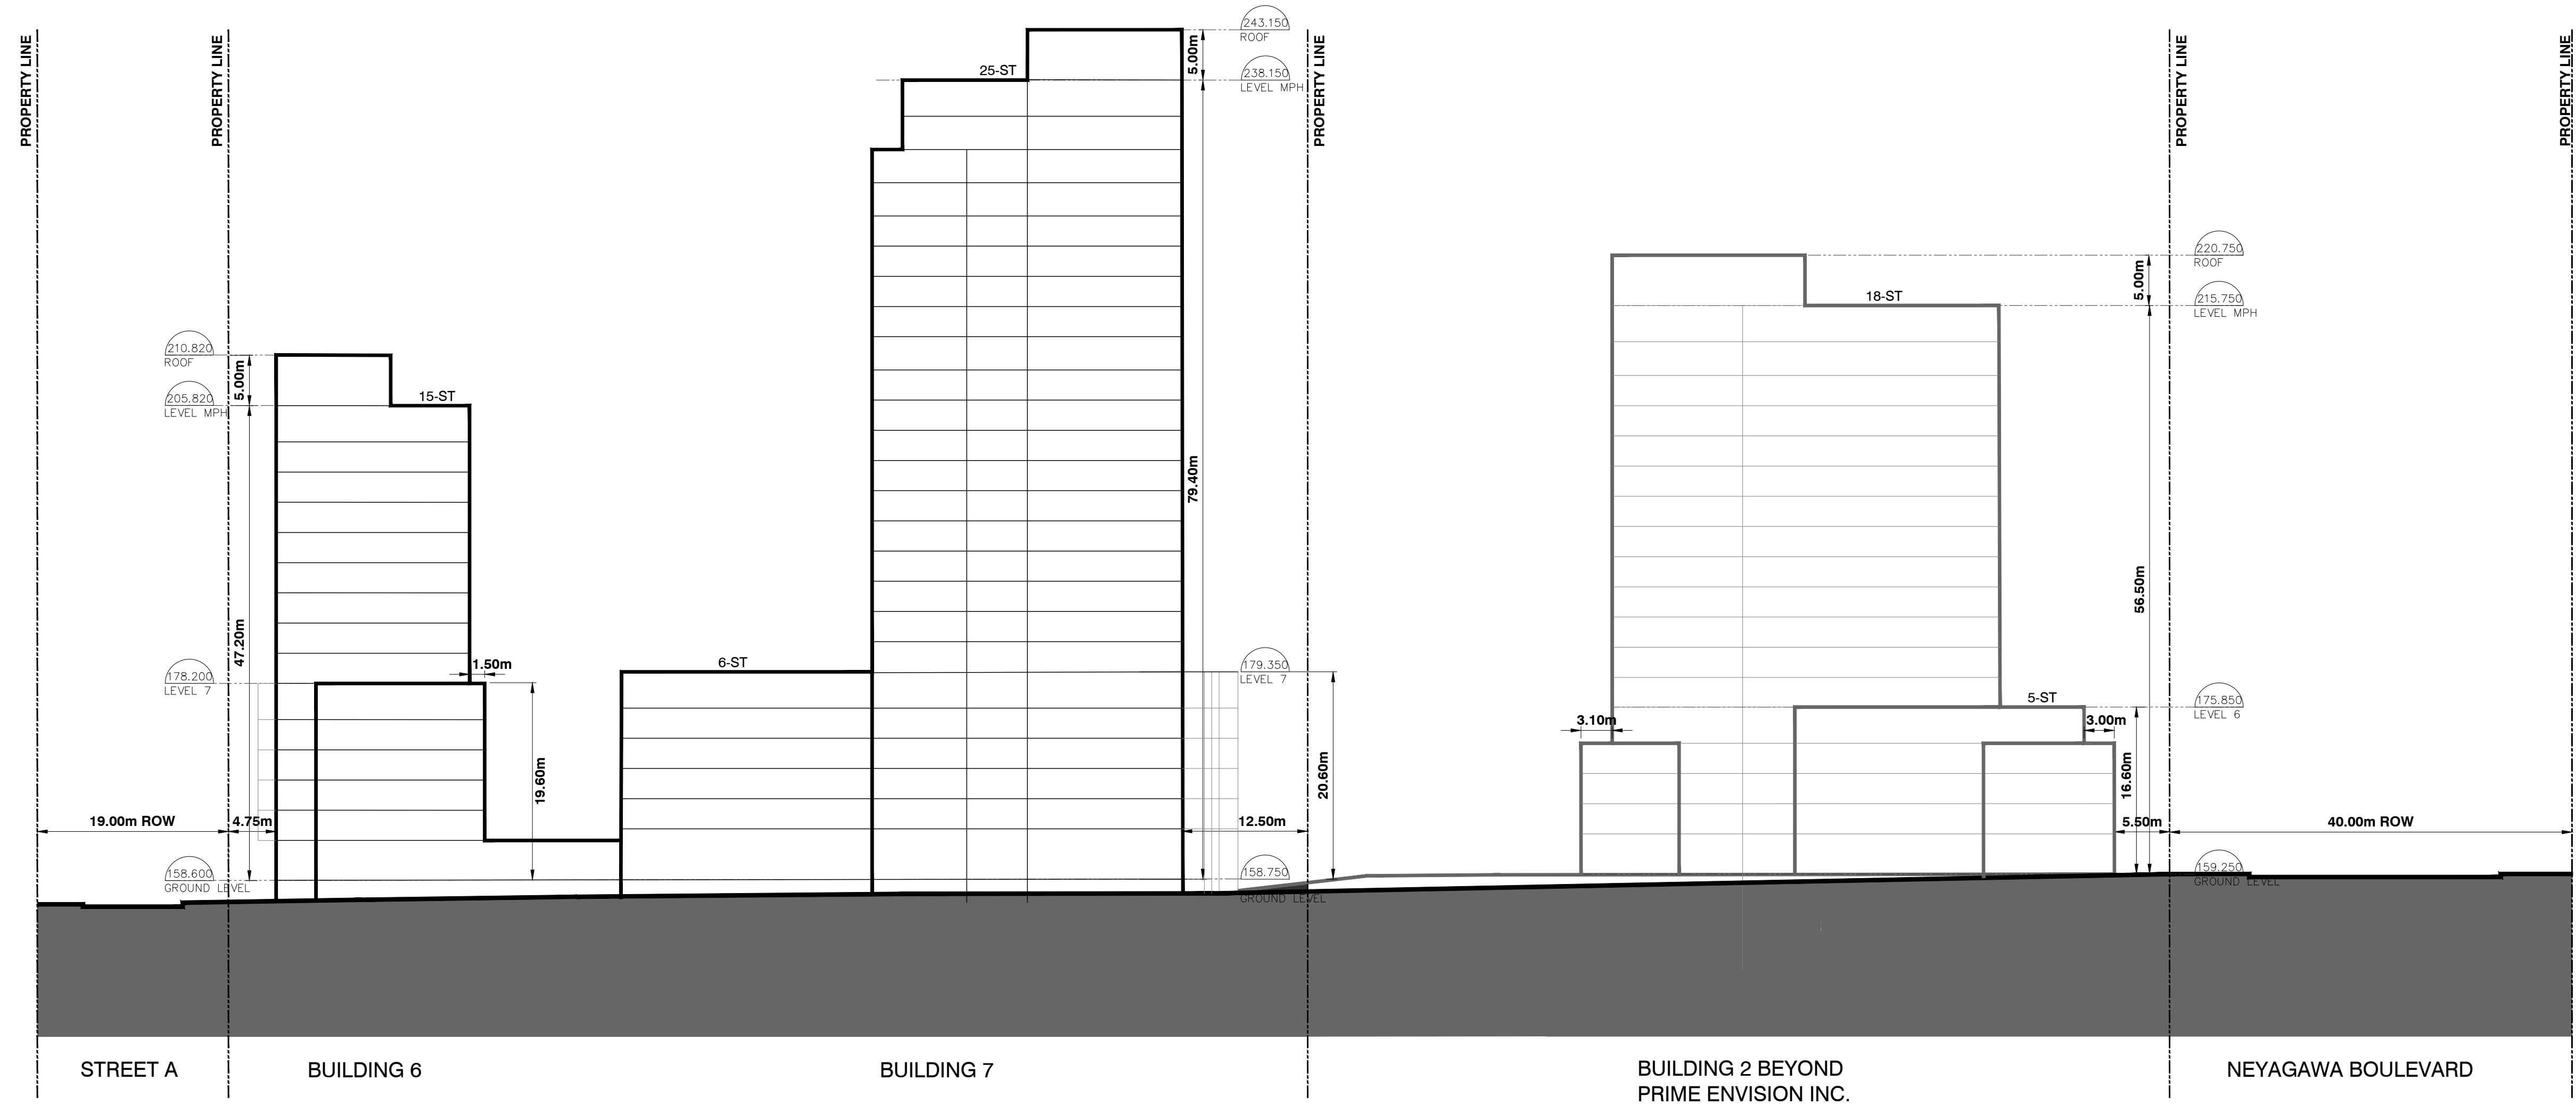 PROPERTY LINE
PROPERTY LINE
PROPERTY LINE
PROPERTY LINE
PROPERTY LINE
243.150
ROOF
5.00m
25-ST
238.150
LEVEL MPH
79.40m
220.750
ROOF
5.00m
18-ST
215.750
LEVEL MPH
56.50m
210.820
ROOF
5.00m
15-ST
205.820
LEVEL MPH
47.20m
1.50m
6-ST
178.200
LEVEL 7
179.350
LEVEL 7
5-ST
175.850
LEVEL 6
3.10m
3.00m
19.60m
20.60m
16.60m
19.00m ROW
4.75m
12.50m
5.50m
40.00m ROW
158.600
GROUND LEVEL
158.750
GROUND LEVEL
159.250
GROUND LEVEL
STREET A
BUILDING 6
BUILDING 7
BUILDING 2 BEYOND
PRIME ENVISION INC.
NEYAGAWA BOULEVARD